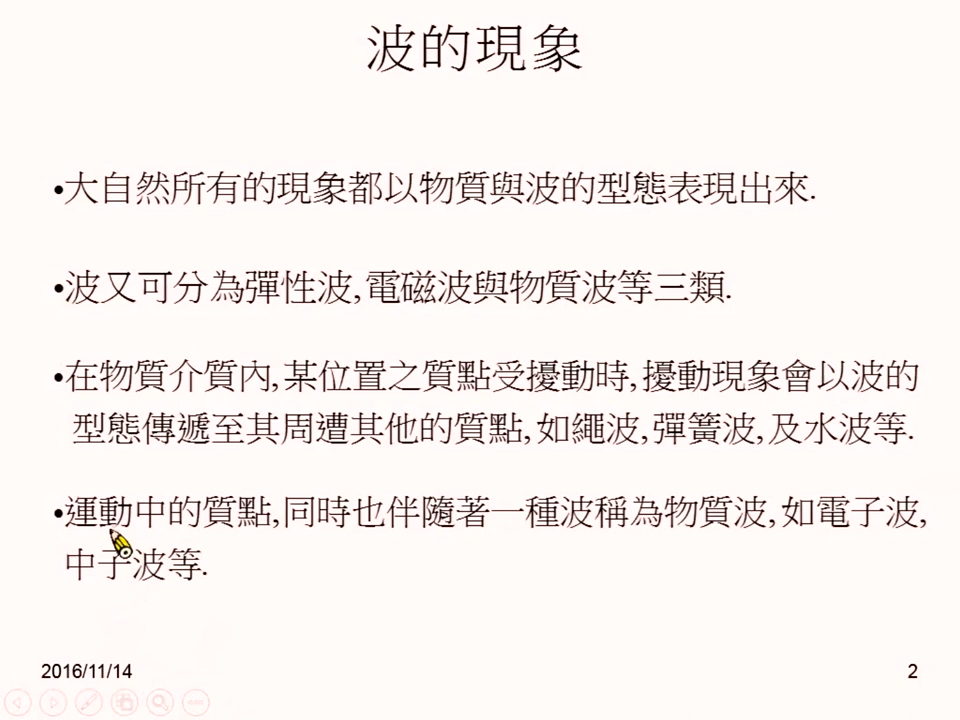 波的現象
•大自然所有的現象都以物質與波的型態表現出來.
•波又可分為彈性波,電磁波與物質波等三類.
•在物質介質內,某位置之質點受擾動時,擾動現象會以波的
型態傳遞至其周遭其他的質點,如繩波,彈簧波,及水波等.
•運動中的質點,同時也伴隨著一種波稱為物質波,如電子波,
中子波等.
2016/11/14
2